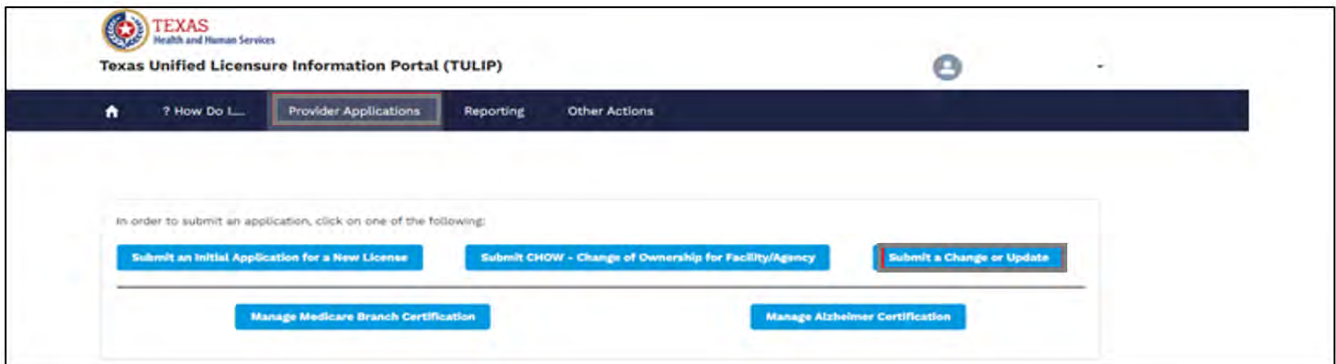 TEXAS
Health and Human Services
Texas Unified Licensure Information Portal (TULIP)
? How Do I.... Provider Applications Reporting Other Actions
In order to submit an application, click on one of the following:
Submit an Initial Application for a New License Submit CHOW - Change of Ownership for Facility/Agency Submit a Change or Update
Manage Medicare Branch Certification Manage Alzheimer Certification